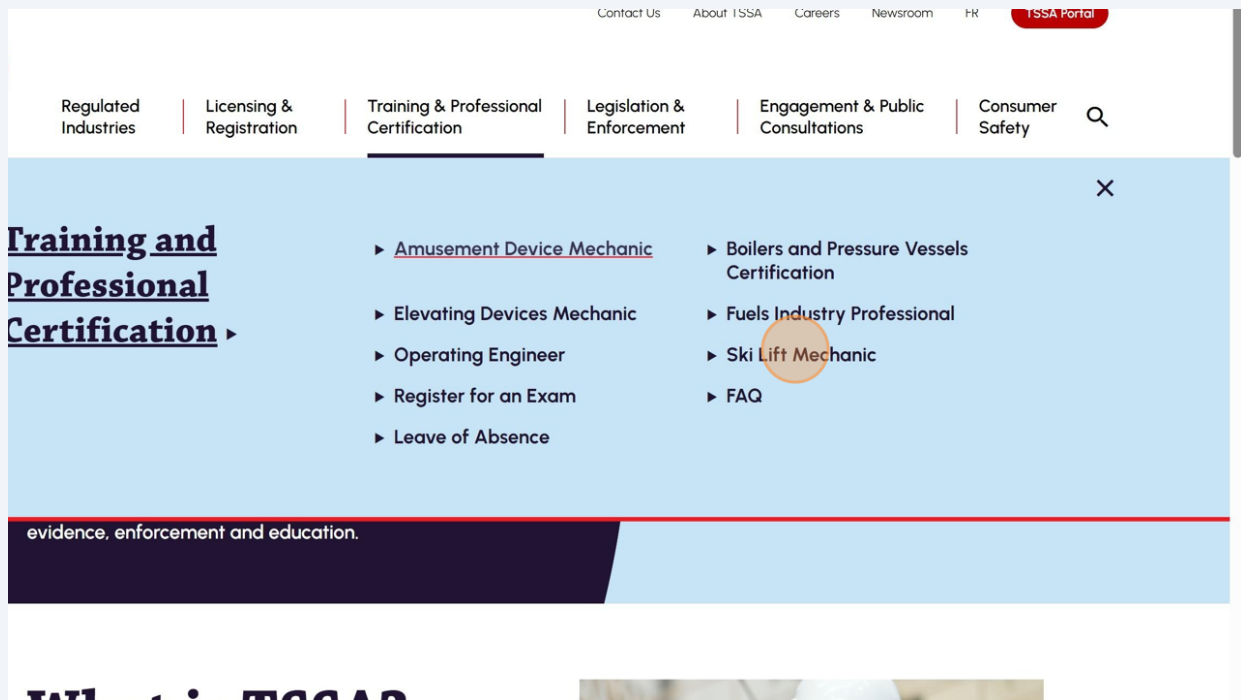 Contact Us About TSSA Careers Newsroom FR TSSA Portal
Regulated Industries
Licensing & Registration
Training & Professional Certification
Legislation & Enforcement
Engagement & Public Consultations
Consumer Safety
Training and
Professional
Certification
Amusement Device Mechanic
Boilers and Pressure Vessels
Certification
Elevating Devices Mechanic
Fuels Industry Professional
Operating Engineer
Ski Lift Mechanic
Register for an Exam
FAQ
Leave of Absence
evidence, enforcement and education.
What is TSSA?